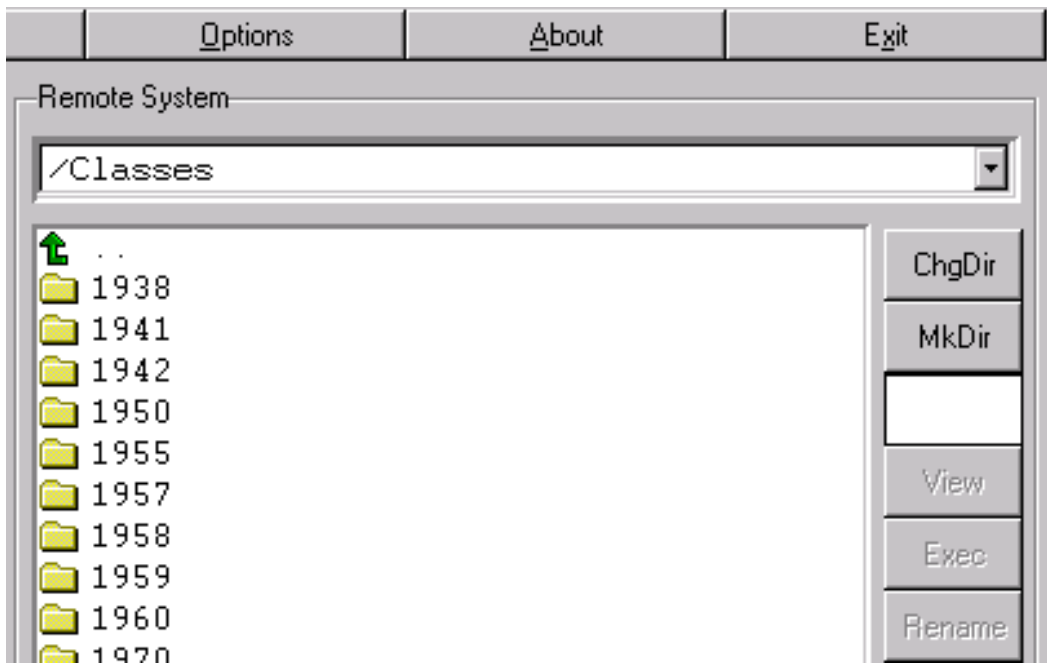 Options About Exit
Remote System
/Classes
..
1938
1941
1942
1950
1955
1957
1958
1959
1960
1970
ChgDir
MkDir
View
Exec
Rename